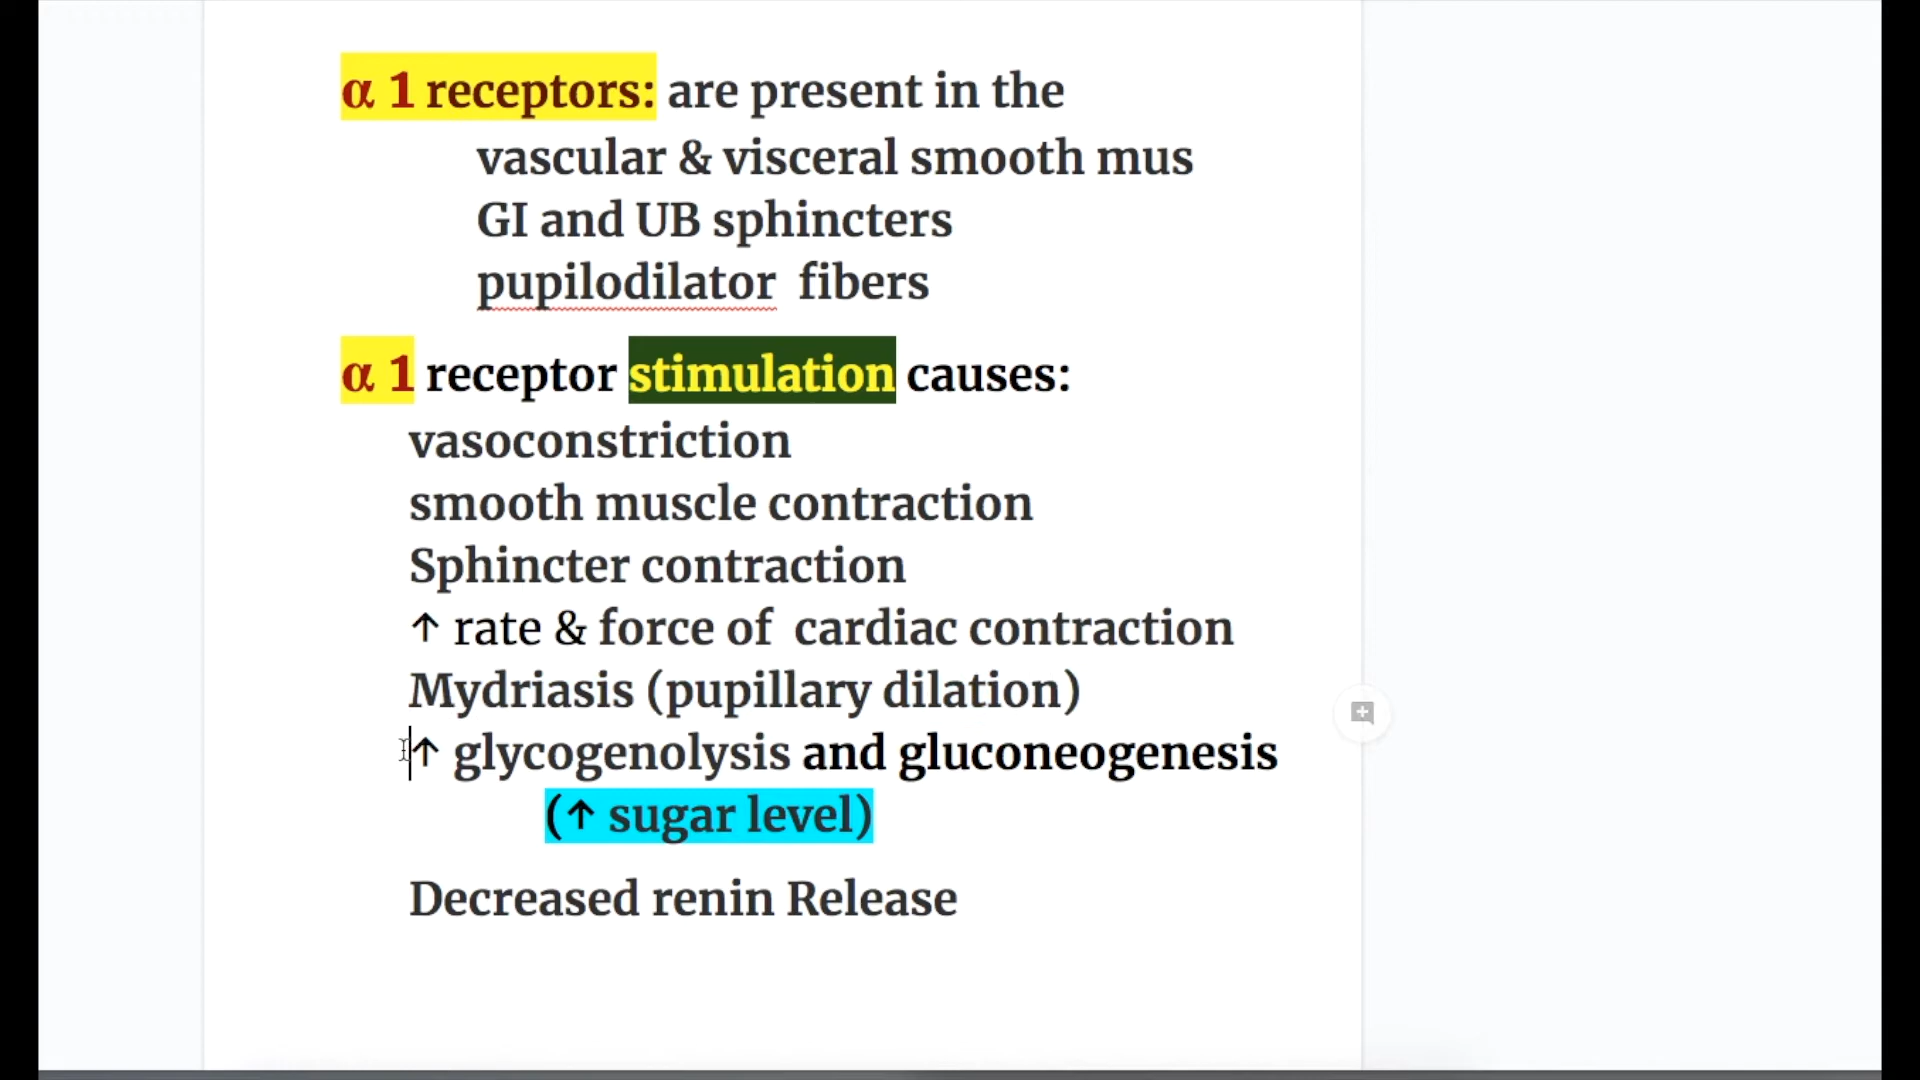 α 1 receptors: are present in the
vascular & visceral smooth mus
GI and UB sphincters
pupilodilator fibers
α 1 receptor stimulation causes:
vasoconstriction
smooth muscle contraction
Sphincter contraction
↑ rate & force of cardiac contraction
Mydriasis (pupillary dilation)
↑ glycogenolysis and gluconeogenesis
(↑ sugar level)
Decreased renin Release